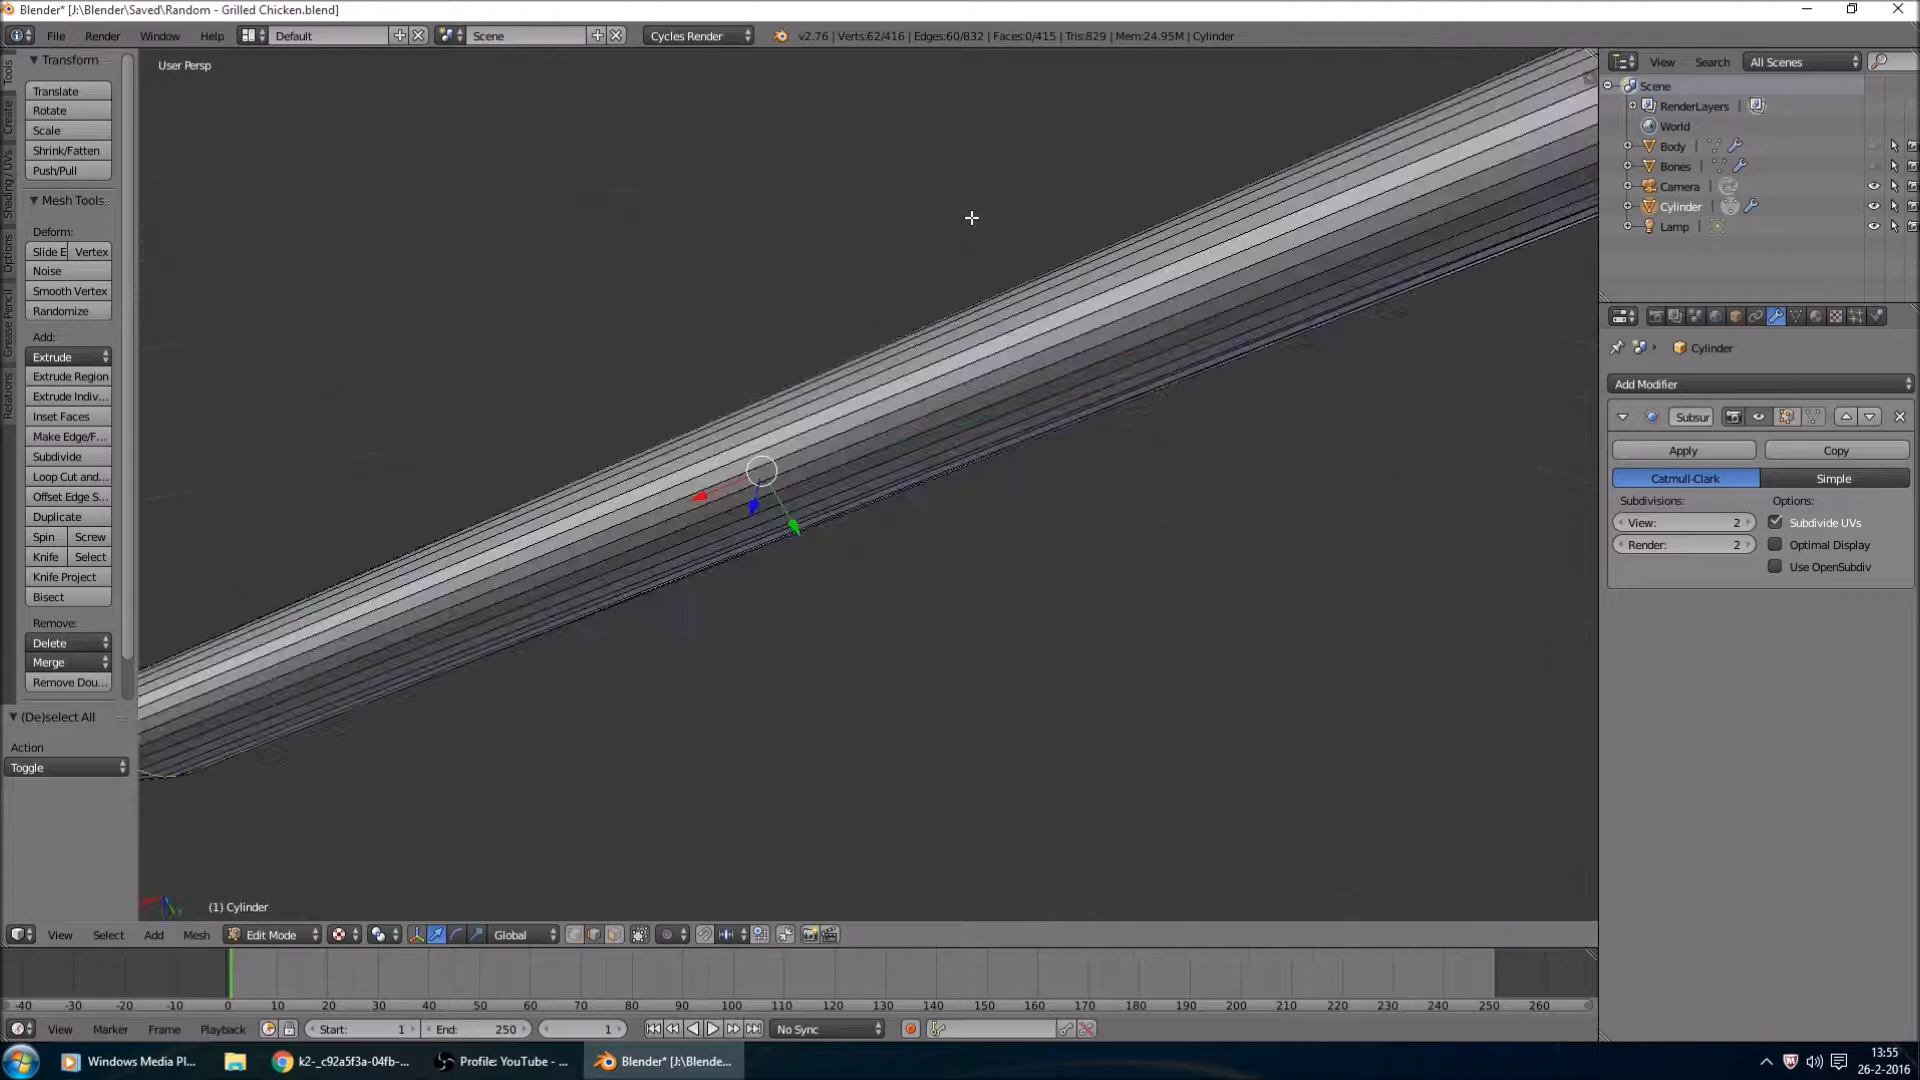 Blender* [J:\Blender\Saved\Random - Grilled Chicken.blend]
File Render Window Help Default Scene Cycles Render v2.76 | Verts:62/416 | Edges:60/832 | Faces:0/415 | Tris:829 | Mem:24.95M | Cylinder
Tools
Create
Shading / UVs
Options
Grease Pencil
Relations
Transform
Translate
Rotate
Scale
Shrink/Fatten
Push/Pull
Mesh Tools
Deform:
Slide E Vertex
Noise
Smooth Vertex
Randomize
Add:
Extrude
Extrude Region
Extrude Indiv...
Inset Faces
Make Edge/F...
Subdivide
Loop Cut and...
Offset Edge S...
Duplicate
Spin Screw
Knife Select
Knife Project
Bisect
Remove:
Delete
Merge
Remove Dou...
(De)select All
Action
Toggle
User Persp
(1) Cylinder
View Search All Scenes
Scene
RenderLayers |
World
Body |
Bones |
Camera |
Cylinder |
Lamp |
Cylinder
Add Modifier
Subsur
Apply Copy
Catmull-Clark Simple
Subdivisions: Options:
View: 2 Subdivide UVs
Render: 2 Optimal Display
Use OpenSubdiv
View Select Add Mesh Edit Mode Global
-40 -30 -20 -10 0 10 20 30 40 50 60 70 80 90 100 110 120 130 140 150 160 170 180 190 200 210 220 230 240 250 260
View Marker Frame Playback Start: 1 End: 250 1 No Sync
Windows Media Pl... k2-_c92a5f3a-04fb-... Profile: YouTube - ... Blender* [J:\Blende...
13:55
26-2-2016